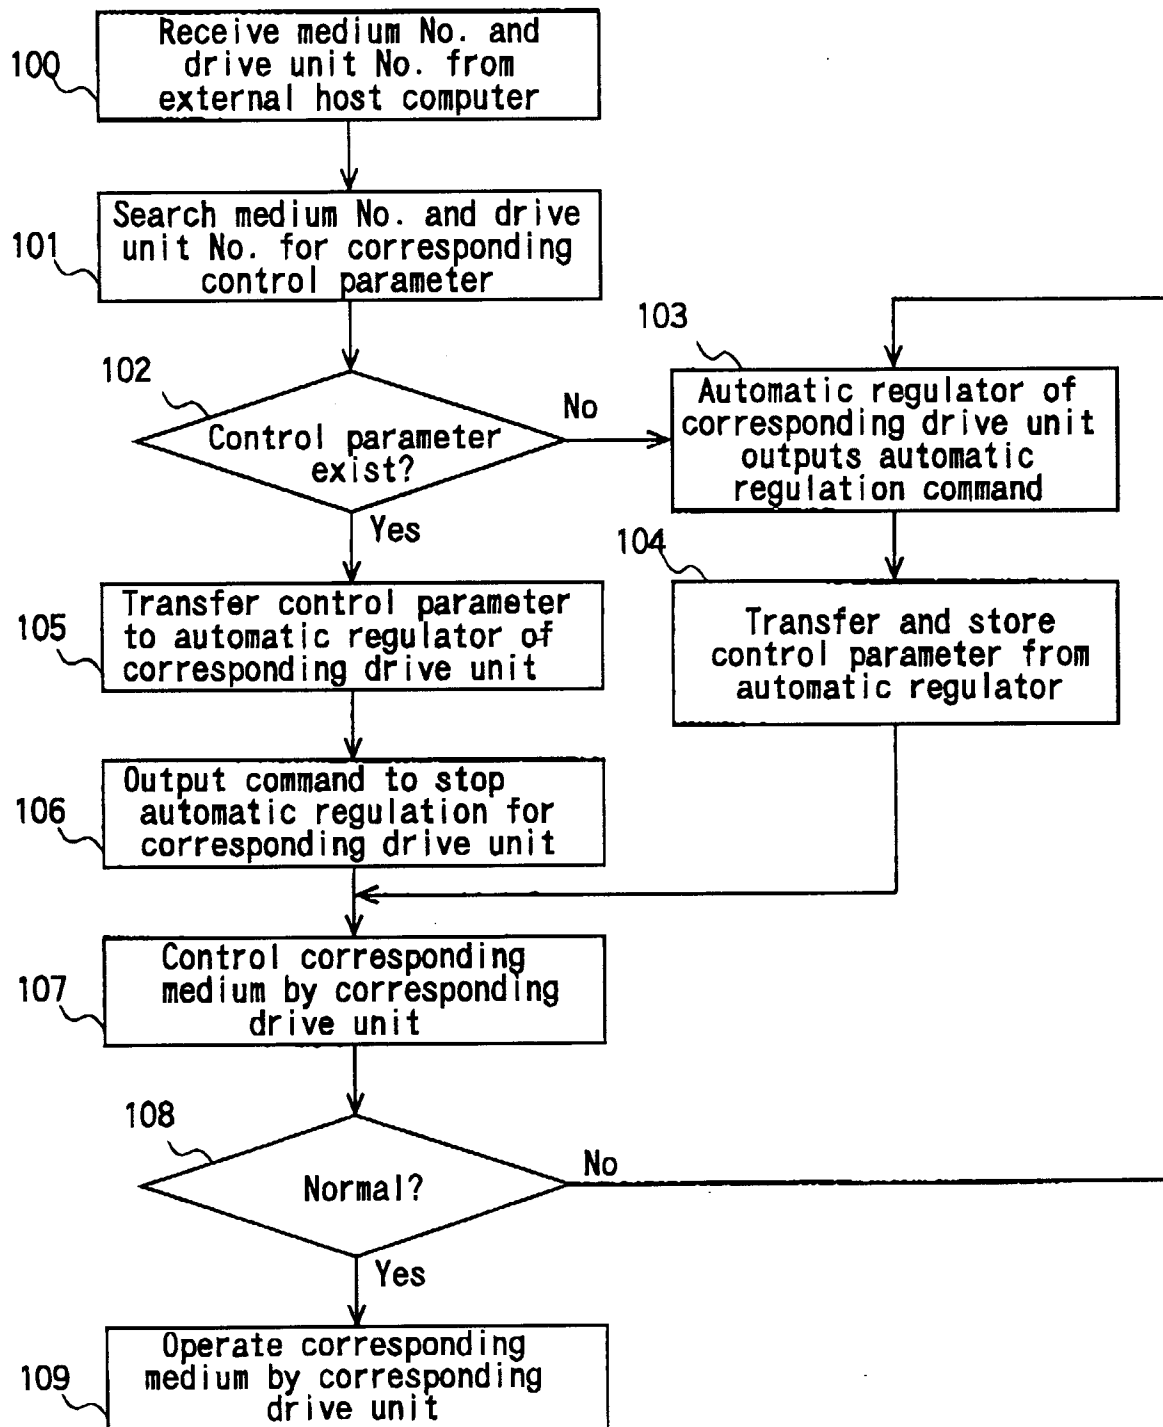 100
Receive medium No. and
drive unit No. from
external host computer
101
Search medium No. and drive
unit No. for corresponding
control parameter
102
Control parameter
exist?
No
Yes
103
Automatic regulator of
corresponding drive unit
outputs automatic
regulation command
104
Transfer and store
control parameter from
automatic regulator
105
Transfer control parameter
to automatic regulator of
corresponding drive unit
106
Output command to stop
automatic regulation for
corresponding drive unit
107
Control corresponding
medium by corresponding
drive unit
108
Normal?
No
Yes
109
Operate corresponding
medium by corresponding
drive unit